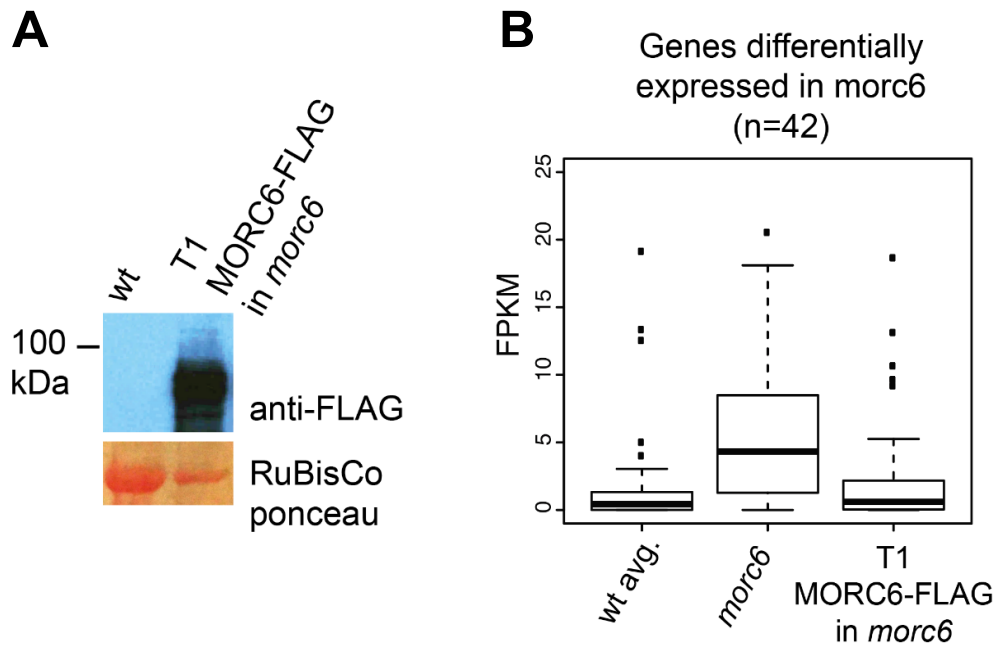 A
wt
T1
MORC6-FLAG
in morc6
100
kDa
anti-FLAG
RuBisCo
ponceau
B
Genes differentially
expressed in morc6
(n=42)
FPKM
25
20
15
10
5
0
wt avg.
morc6
T1
MORC6-FLAG
in morc6